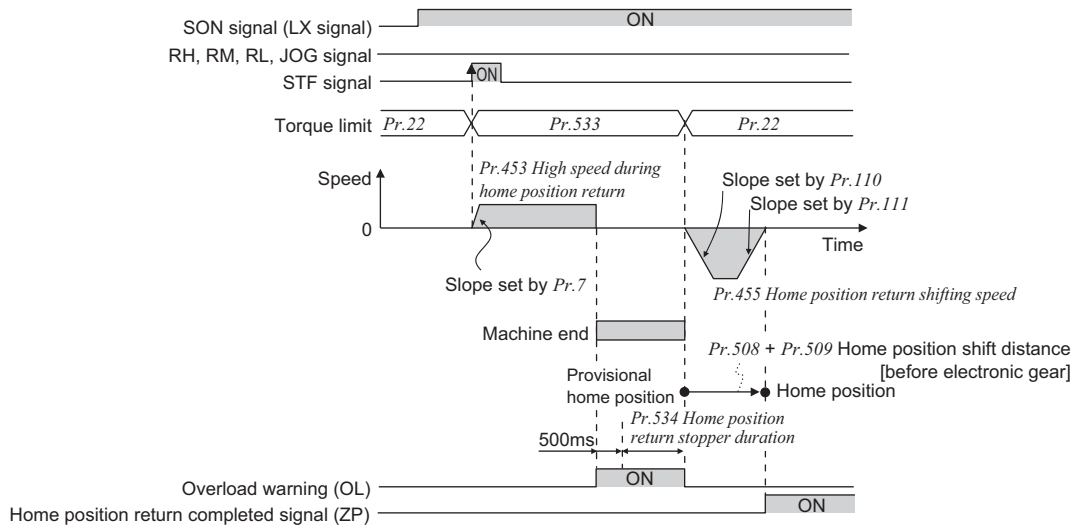 SON signal (LX signal)
ON
RH, RM, RL, JOG signal
STF signal
ON
Torque limit
Pr.22
Pr.533
Pr.22
Speed
0
Pr.453 High speed during
home position return
Slope set by Pr.110
Slope set by Pr.111
Time
Slope set by Pr.7
Pr.455 Home position return shifting speed
Machine end
Pr.508 + Pr.509 Home position shift distance
[before electronic gear]
Provisional
home position
Home position
Pr.534 Home position
return stopper duration
500ms
Overload warning (OL)
ON
Home position return completed signal (ZP)
ON